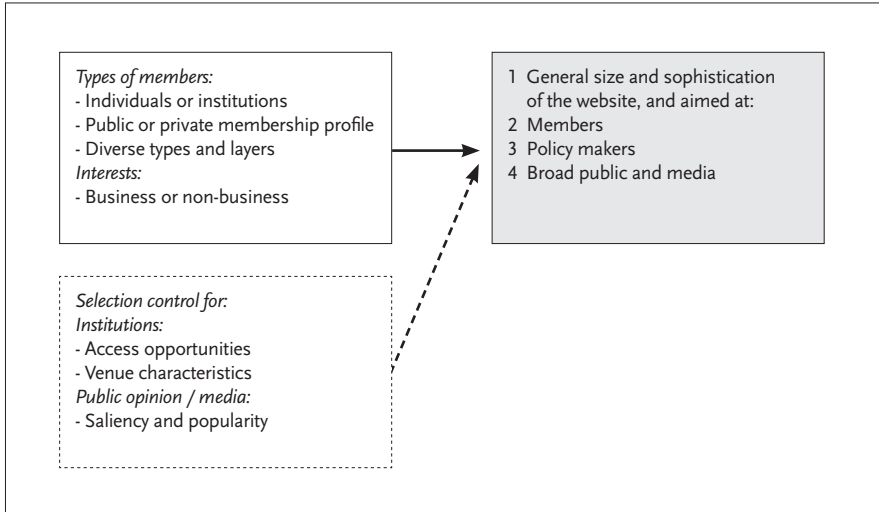 Types of members:
- Individuals or institutions
- Public or private membership profile
- Diverse types and layers
Interests:
- Business or non-business
1 General size and sophistication
of the website, and aimed at:
2 Members
3 Policy makers
4 Broad public and media
Selection control for:
Institutions:
- Access opportunities
- Venue characteristics
Public opinion / media:
- Saliency and popularity